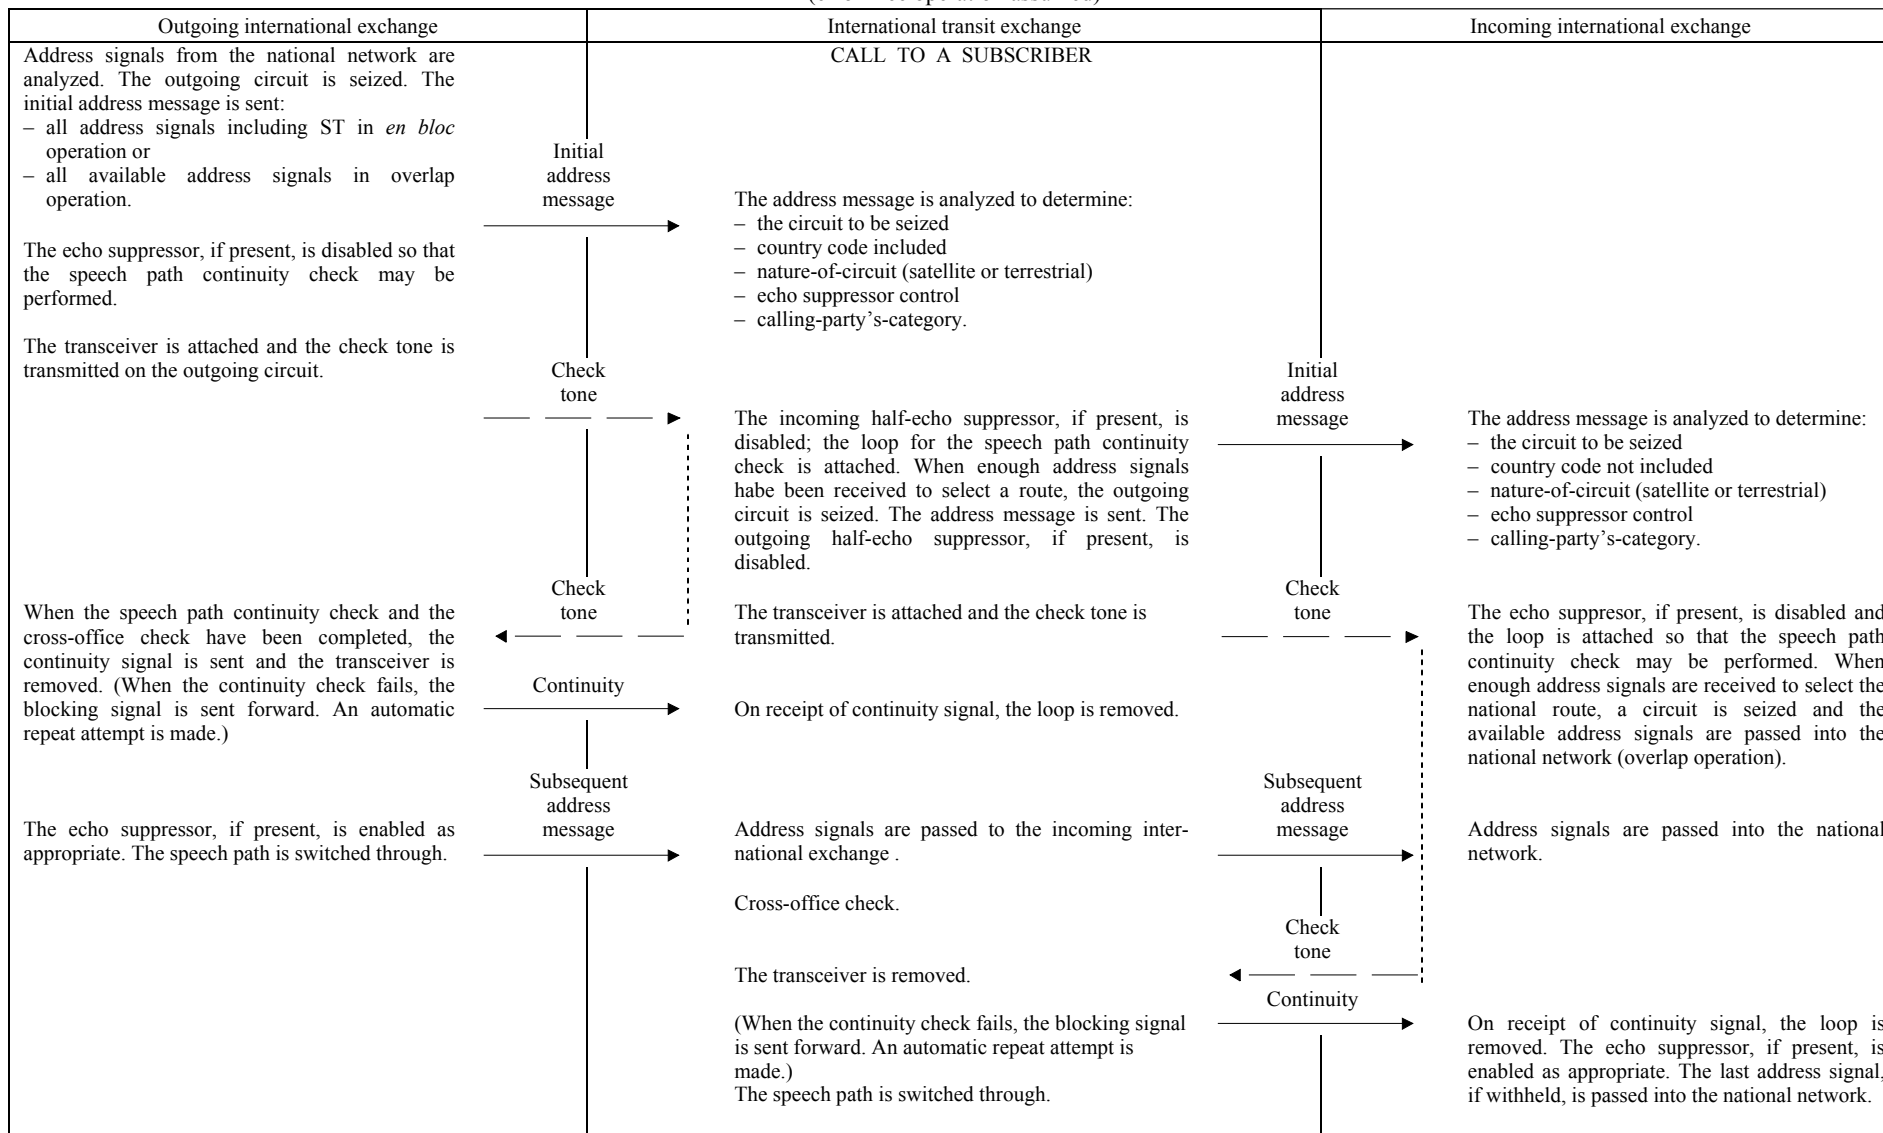 Outgoing international exchange
International transit exchange
Incoming international exchange
Address signals from the national network are
analyzed. The outgoing circuit is seized. The
initial address message is sent:
– all address signals including ST in en bloc
operation or
– all available address signals in overlap
operation.
The echo suppressor, if present, is disabled so that
the speech path continuity check may be
performed.
The transceiver is attached and the check tone is
transmitted on the outgoing circuit.
When the speech path continuity check and the
cross-office check have been completed, the
continuity signal is sent and the transceiver is
removed. (When the continuity check fails, the
blocking signal is sent forward. An automatic
repeat attempt is made.)
The echo suppressor, if present, is enabled as
appropriate. The speech path is switched through.
Initial
address
message
Check
tone
Check
tone
Continuity
Subsequent
address
message
CALL TO A SUBSCRIBER
The address message is analyzed to determine:
– the circuit to be seized
– country code included
– nature-of-circuit (satellite or terrestrial)
– echo suppressor control
– calling-party’s-category.
The incoming half-echo suppressor, if present, is
disabled; the loop for the speech path continuity
check is attached. When enough address signals
habe been received to select a route, the outgoing
circuit is seized. The address message is sent. The
outgoing half-echo suppressor, if present, is
disabled.
The transceiver is attached and the check tone is
transmitted.
On receipt of continuity signal, the loop is removed.
Address signals are passed to the incoming inter-
national exchange .
Cross-office check.
The transceiver is removed.
(When the continuity check fails, the blocking signal
is sent forward. An automatic repeat attempt is
made.)
The speech path is switched through.
Initial
address
message
Check
tone
Subsequent
address
message
Check
tone
Continuity
The address message is analyzed to determine:
– the circuit to be seized
– country code not included
– nature-of-circuit (satellite or terrestrial)
– echo suppressor control
– calling-party’s-category.
The echo suppresor, if present, is disabled and
the loop is attached so that the speech path
continuity check may be performed. When
enough address signals are received to select the
national route, a circuit is seized and the
available address signals are passed into the
national network (overlap operation).
Address signals are passed into the national
network.
On receipt of continuity signal, the loop is
removed. The echo suppressor, if present, is
enabled as appropriate. The last address signal,
if withheld, is passed into the national network.